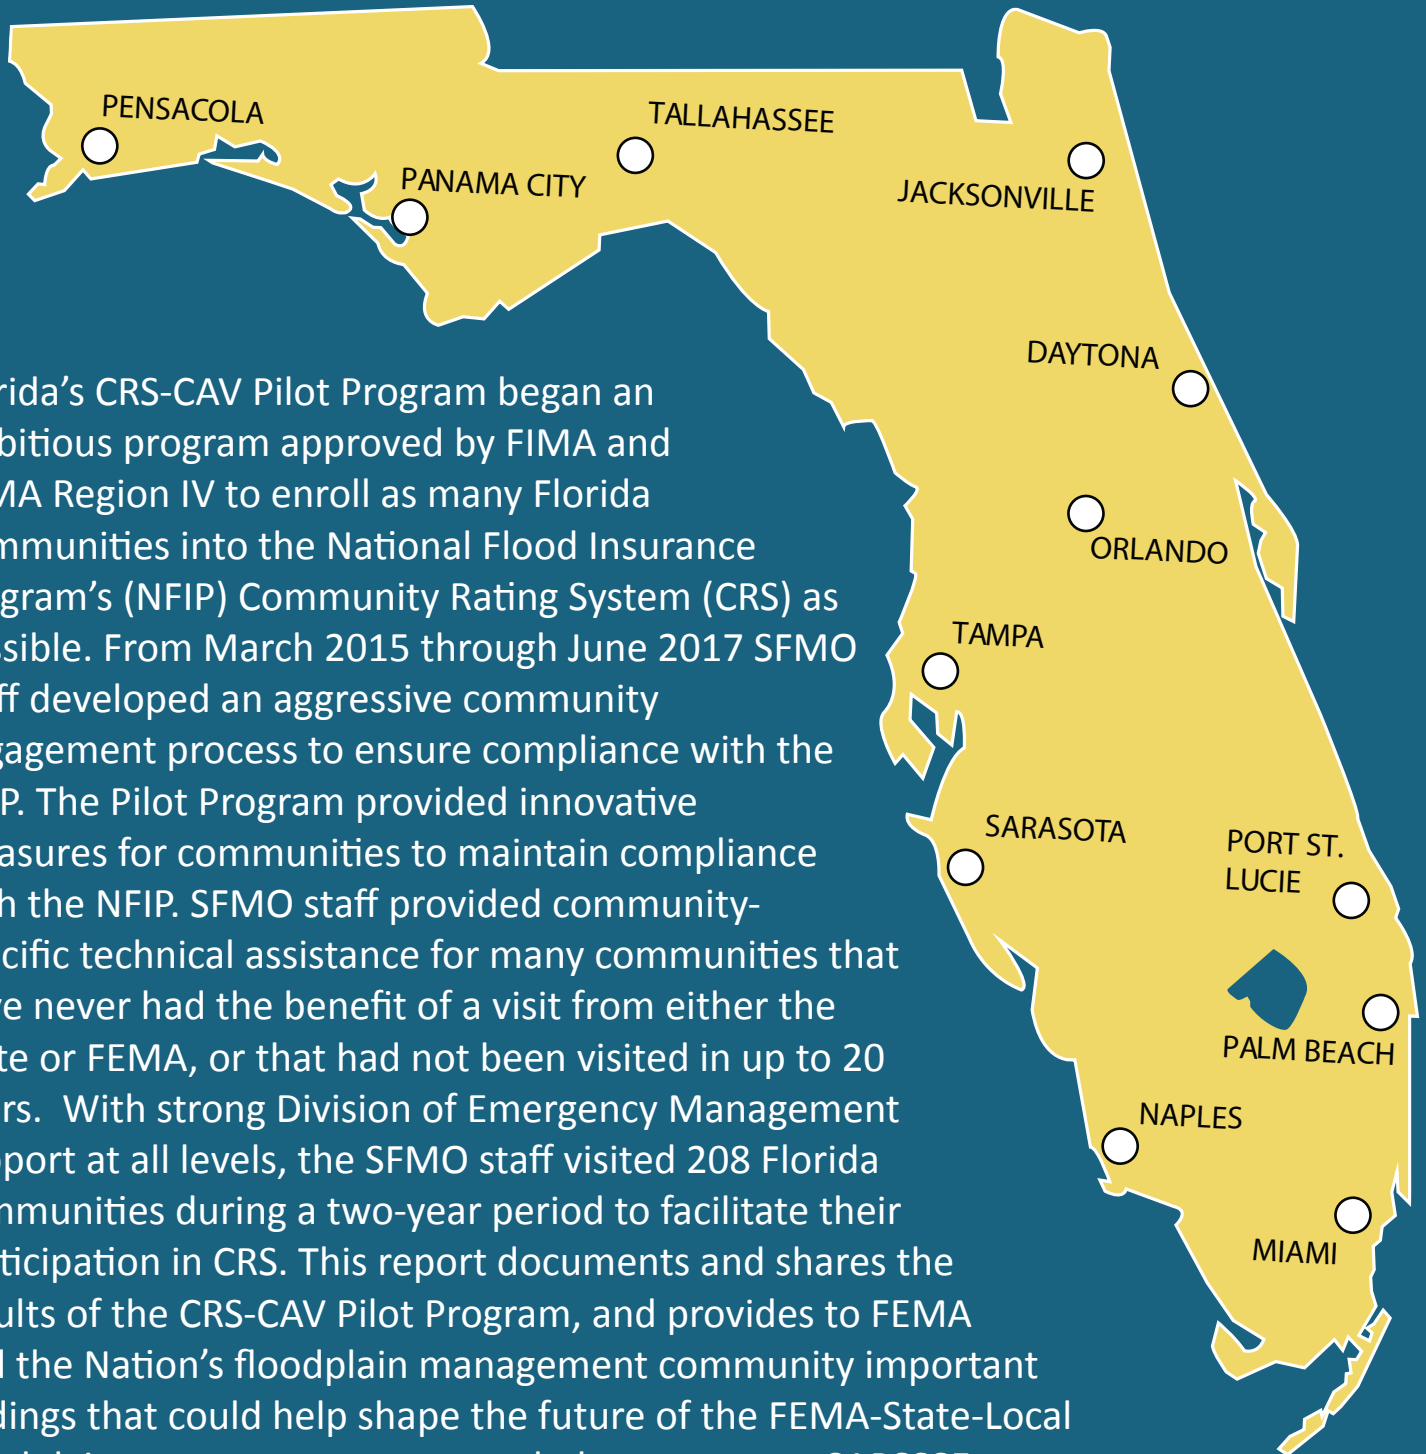 PENSACOLA
TALLAHASSEE
PANAMA CITY
JACKSONVILLE
DAYTONA
ORLANDO
TAMPA
SARASOTA
PORT ST.
LUCIE
PALM BEACH
NAPLES
MIAMI
rida’s CRS-CAV Pilot Program began an
bitious program approved by FIMA and
MA Region IV to enroll as many Florida
mmunities into the National Flood Insurance
gram’s (NFIP) Community Rating System (CRS) as
ssible. From March 2015 through June 2017 SFMO
ff developed an aggressive community
gagement process to ensure compliance with the
P. The Pilot Program provided innovative
asures for communities to maintain compliance
h the NFIP. SFMO staff provided community-
cific technical assistance for many communities that
ve never had the benefit of a visit from either the
te or FEMA, or that had not been visited in up to 20
rs. With strong Division of Emergency Management
port at all levels, the SFMO staff visited 208 Florida
mmunities during a two-year period to facilitate their
ticipation in CRS. This report documents and shares the
ults of the CRS-CAV Pilot Program, and provides to FEMA
d the Nation’s floodplain management community important
dings that could help shape the future of the FEMA-State-Local